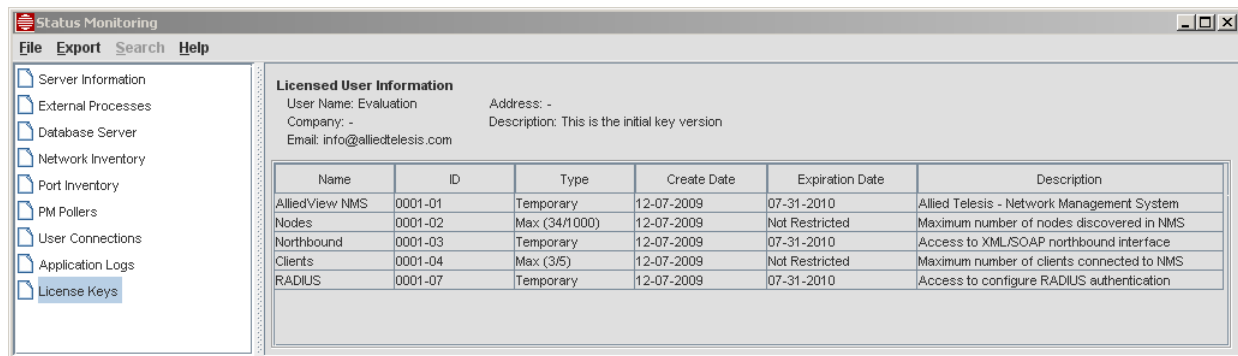 Status Monitoring
File Export Search Help
Server Information
External Processes
Database Server
Network Inventory
Port Inventory
PM Pollers
User Connections
Application Logs
License Keys
Licensed User Information
User Name: Evaluation Address: -
Company: - Description: This is the initial key version
Email: info@alliedtelesis.com
Name ID Type Create Date Expiration Date Description
AlliedView NMS 0001-01 Temporary 12-07-2009 07-31-2010 Allied Telesis - Network Management System
Nodes 0001-02 Max (34/1000) 12-07-2009 Not Restricted Maximum number of nodes discovered in NMS
Northbound 0001-03 Temporary 12-07-2009 07-31-2010 Access to XML/SOAP northbound interface
Clients 0001-04 Max (3/5) 12-07-2009 Not Restricted Maximum number of clients connected to NMS
RADIUS 0001-07 Temporary 12-07-2009 07-31-2010 Access to configure RADIUS authentication